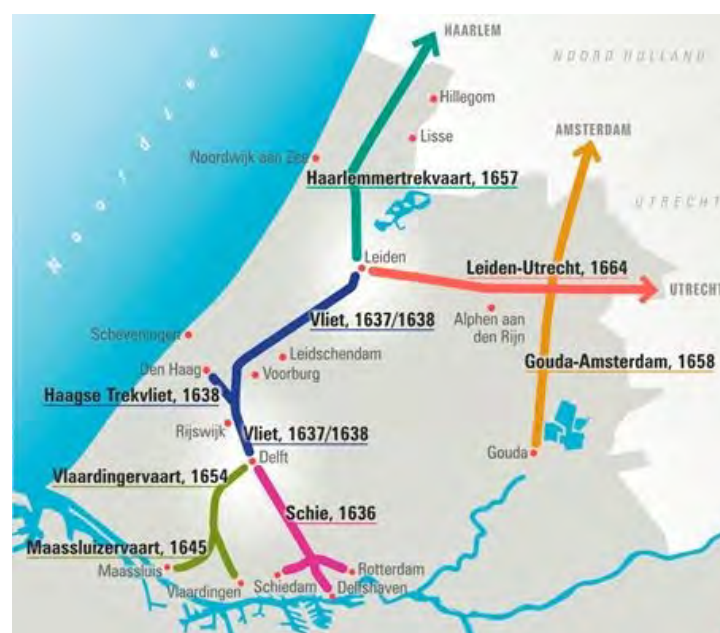 HAARLEM
NOORD HOLLAND
Hillegom
AMSTERDAM
Lisse
Noordzee
Noordwijk aan Zee
Haarlemmertrekvaart, 1657
UTRECHT
Leiden
Leiden-Utrecht, 1664
UTRECHT
Vliet, 1637/1638
Alphen aan
den Rijn
Scheveningen
Leidschendam
Gouda-Amsterdam, 1658
Den Haag
Voorburg
Haagse Trekvliet, 1638
Rijswijk
Vliet, 1637/1638
Gouda
Delft
Vlaardingervaart, 1654
Schie, 1636
Maassluizervaart, 1645
Maassluis
Rotterdam
Schiedam
Vlaardingen
Delfshaven